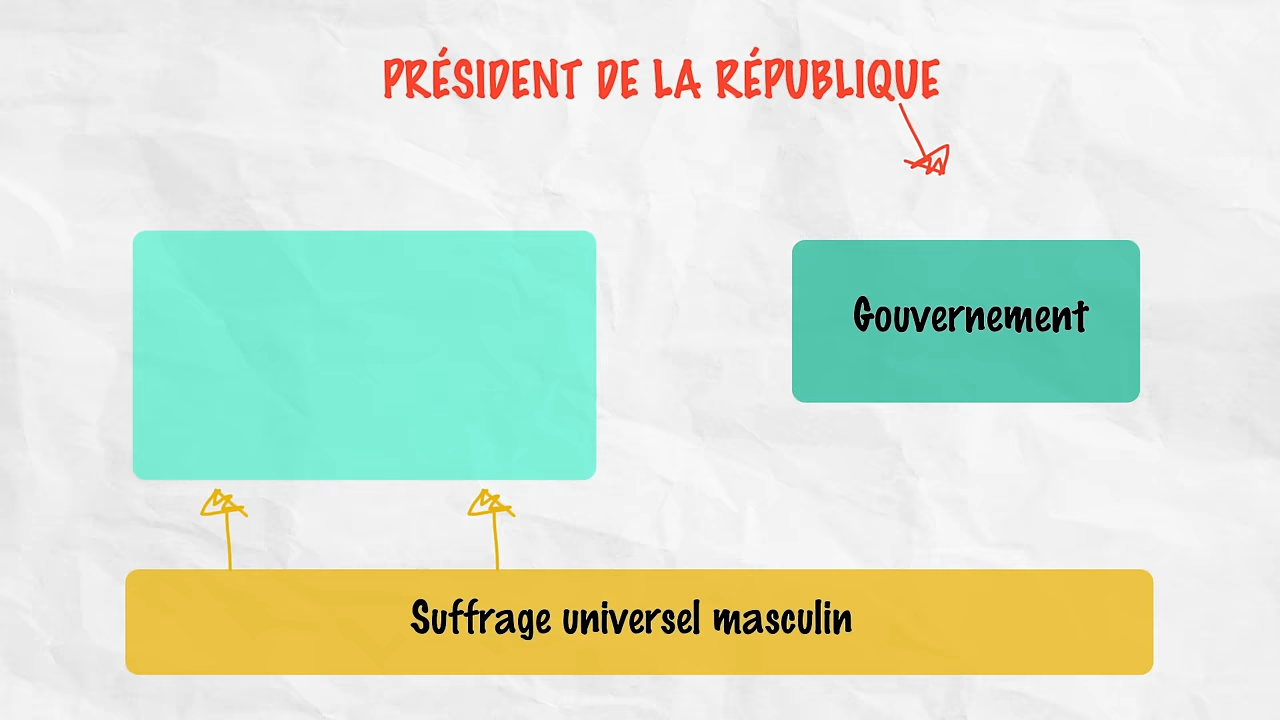 PRÉSIDENT DE LA RÉPUBLIQUE
Gouvernement
Suffrage universel masculin